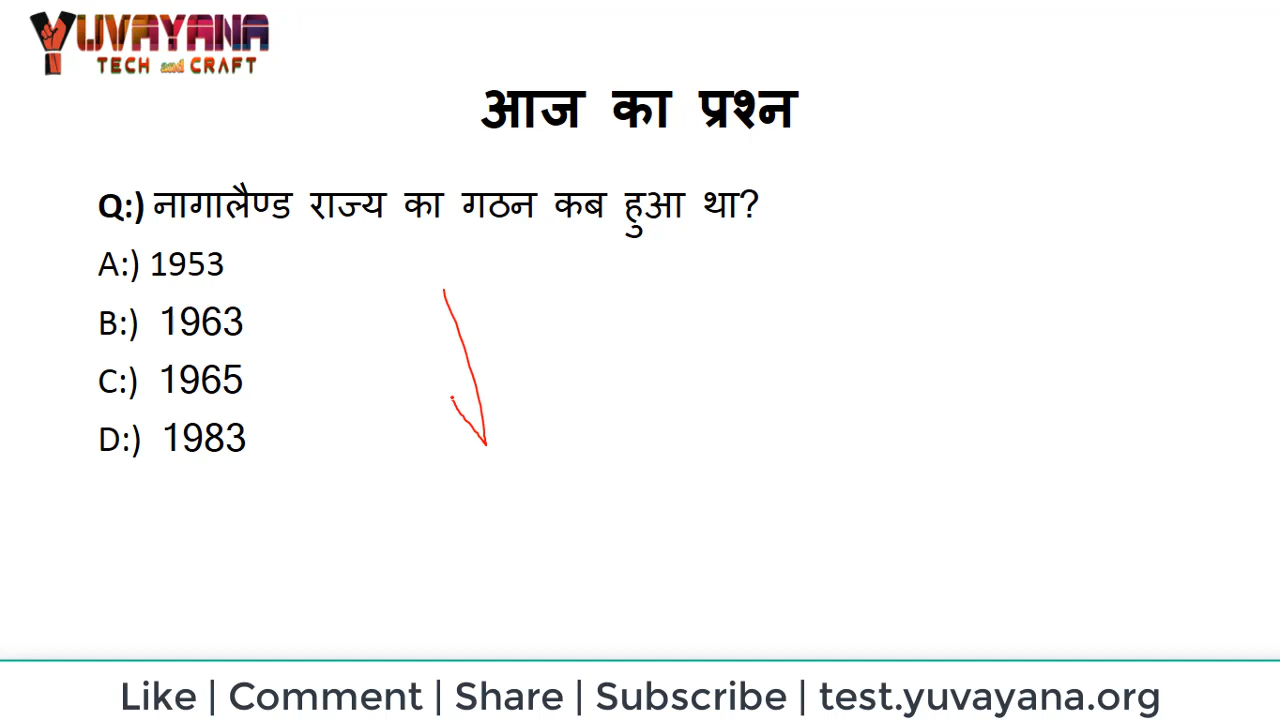 YUVAYANA
TECH and CRAFT
आज का प्रश्न
Q:) नागालैण्ड राज्य का गठन कब हुआ था?
A:) 1953
B:) 1963
C:) 1965
D:) 1983
Like | Comment | Share | Subscribe | test.yuvayana.org